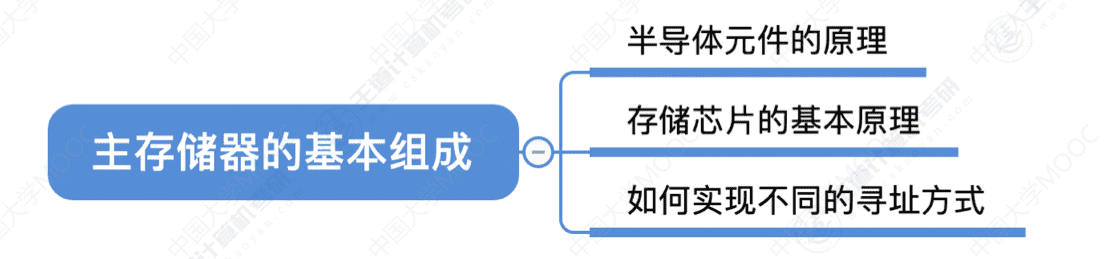 半导体元件的原理
存储芯片的基本原理
主存储器的基本组成
如何实现不同的寻址方式